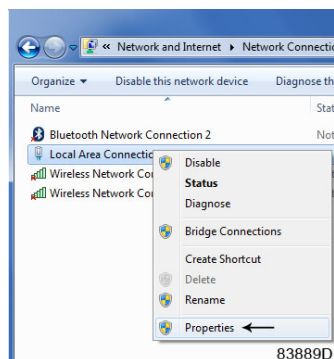 « Network and Internet ▸ Network Connectio
Organize ▾ Disable this network device Diagnose th
Name Stat
Bluetooth Network Connection 2 Not
Local Area Connectio
Wireless Network Co
Wireless Network Co
Disable
Status
Diagnose
Bridge Connections
Create Shortcut
Delete
Rename
Properties
83889D